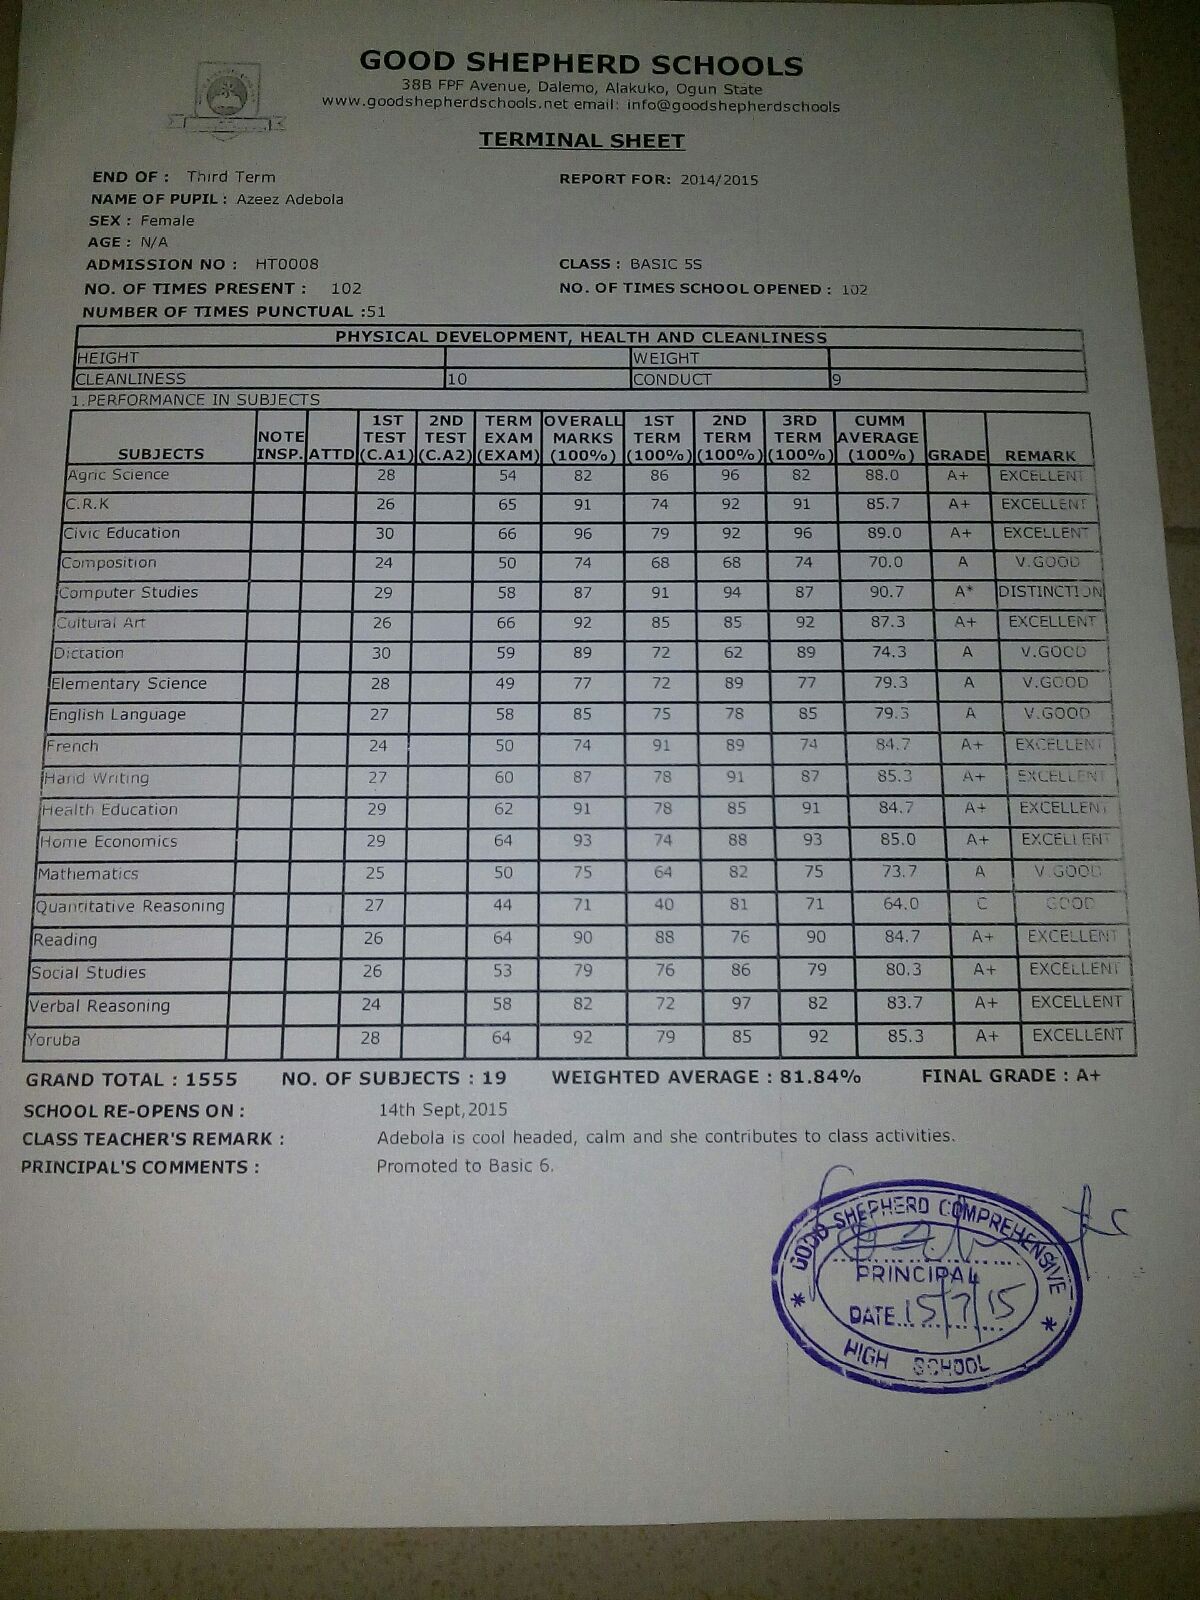 GOOD SHEPHERD SCHOOLS
38B FPF Avenue, Dalemo, Alakuko, Ogun State
www.goodshepherdschools.net email: info@goodshepherdschools
TERMINAL SHEET
END OF : Third Term REPORT FOR: 2014/2015
NAME OF PUPIL : Azeez Adebola
SEX : Female
AGE : N/A
ADMISSION NO : HT0008 CLASS : BASIC 5S
NO. OF TIMES PRESENT : 102 NO. OF TIMES SCHOOL OPENED : 102
NUMBER OF TIMES PUNCTUAL :51
PHYSICAL DEVELOPMENT, HEALTH AND CLEANLINESS
HEIGHT WEIGHT
CLEANLINESS 10 CONDUCT 9
1.PERFORMANCE IN SUBJECTS
SUBJECTS NOTE INSP. ATTD 1ST TEST (C.A1) 2ND TEST (C.A2) TERM EXAM (EXAM) OVERALL MARKS (100%) 1ST TERM (100%) 2ND TERM (100%) 3RD TERM (100%) CUMM AVERAGE (100%) GRADE REMARK
Agric Science 28 54 82 86 96 82 88.0 A+ EXCELLENT
C.R.K 26 65 91 74 92 91 85.7 A+ EXCELLENT
Civic Education 30 66 96 79 92 96 89.0 A+ EXCELLENT
Composition 24 50 74 68 68 74 70.0 A V.GOOD
Computer Studies 29 58 87 91 94 87 90.7 A* DISTINCTION
Cultural Art 26 66 92 85 85 92 87.3 A+ EXCELLENT
Dictation 30 59 89 72 62 89 74.3 A V.GOOD
Elementary Science 28 49 77 72 89 77 79.3 A V.GOOD
English Language 27 58 85 75 78 85 79.3 A V.GOOD
French 24 50 74 91 89 74 84.7 A+ EXCELLENT
Hand Writing 27 60 87 78 91 87 85.3 A+ EXCELLENT
Health Education 29 62 91 78 85 91 84.7 A+ EXCELLENT
Home Economics 29 64 93 74 88 93 85.0 A+ EXCELLENT
Mathematics 25 50 75 64 82 75 73.7 A V.GOOD
Quantitative Reasoning 27 44 71 40 81 71 64.0 C GOOD
Reading 26 64 90 88 76 90 84.7 A+ EXCELLENT
Social Studies 26 53 79 76 86 79 80.3 A+ EXCELLENT
Verbal Reasoning 24 58 82 72 97 82 83.7 A+ EXCELLENT
Yoruba 28 64 92 79 85 92 85.3 A+ EXCELLENT
GRAND TOTAL : 1555 NO. OF SUBJECTS : 19 WEIGHTED AVERAGE : 81.84% FINAL GRADE : A+
SCHOOL RE-OPENS ON : 14th Sept,2015
CLASS TEACHER'S REMARK : Adebola is cool headed, calm and she contributes to class activities.
PRINCIPAL'S COMMENTS : Promoted to Basic 6.
GOOD SHEPHERD COMPREHENSIVE
PRINCIPAL
DATE 15/7/15
* HIGH SCHOOL *